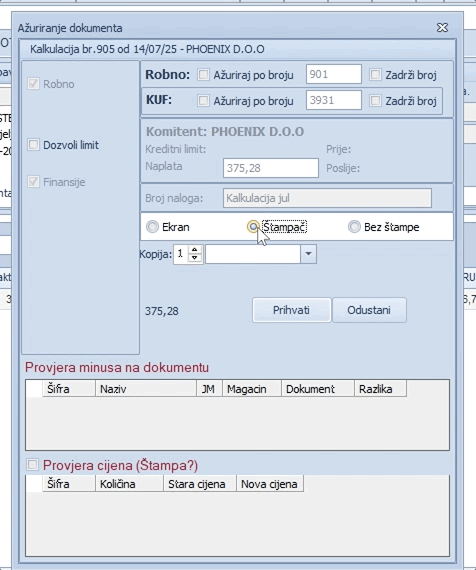 Ažuriranje dokumenta
Kalkulacija br.905 od 14/07/25 - PHOENIX D.O.O
Robno
Dozvoli limit
Finansije
Robno: Ažuriraj po broju 901 Zadrži broj
KUF: Ažuriraj po broju 3931 Zadrži broj
Komitent: PHOENIX D.O.O
Kreditni limit: Prije:
Naplata 375,28 Poslije:
Broj naloga: Kalkulacija jul
Ekran Štampač Bez štampe
Kopija: 1
375,28 Prihvati Odustani
Provjera minusa na dokumentu
Šifra Naziv JM Magacin Dokument Razlika
Provjera cijena (Štampa?)
Šifra Količina Stara cijena Nova cijena